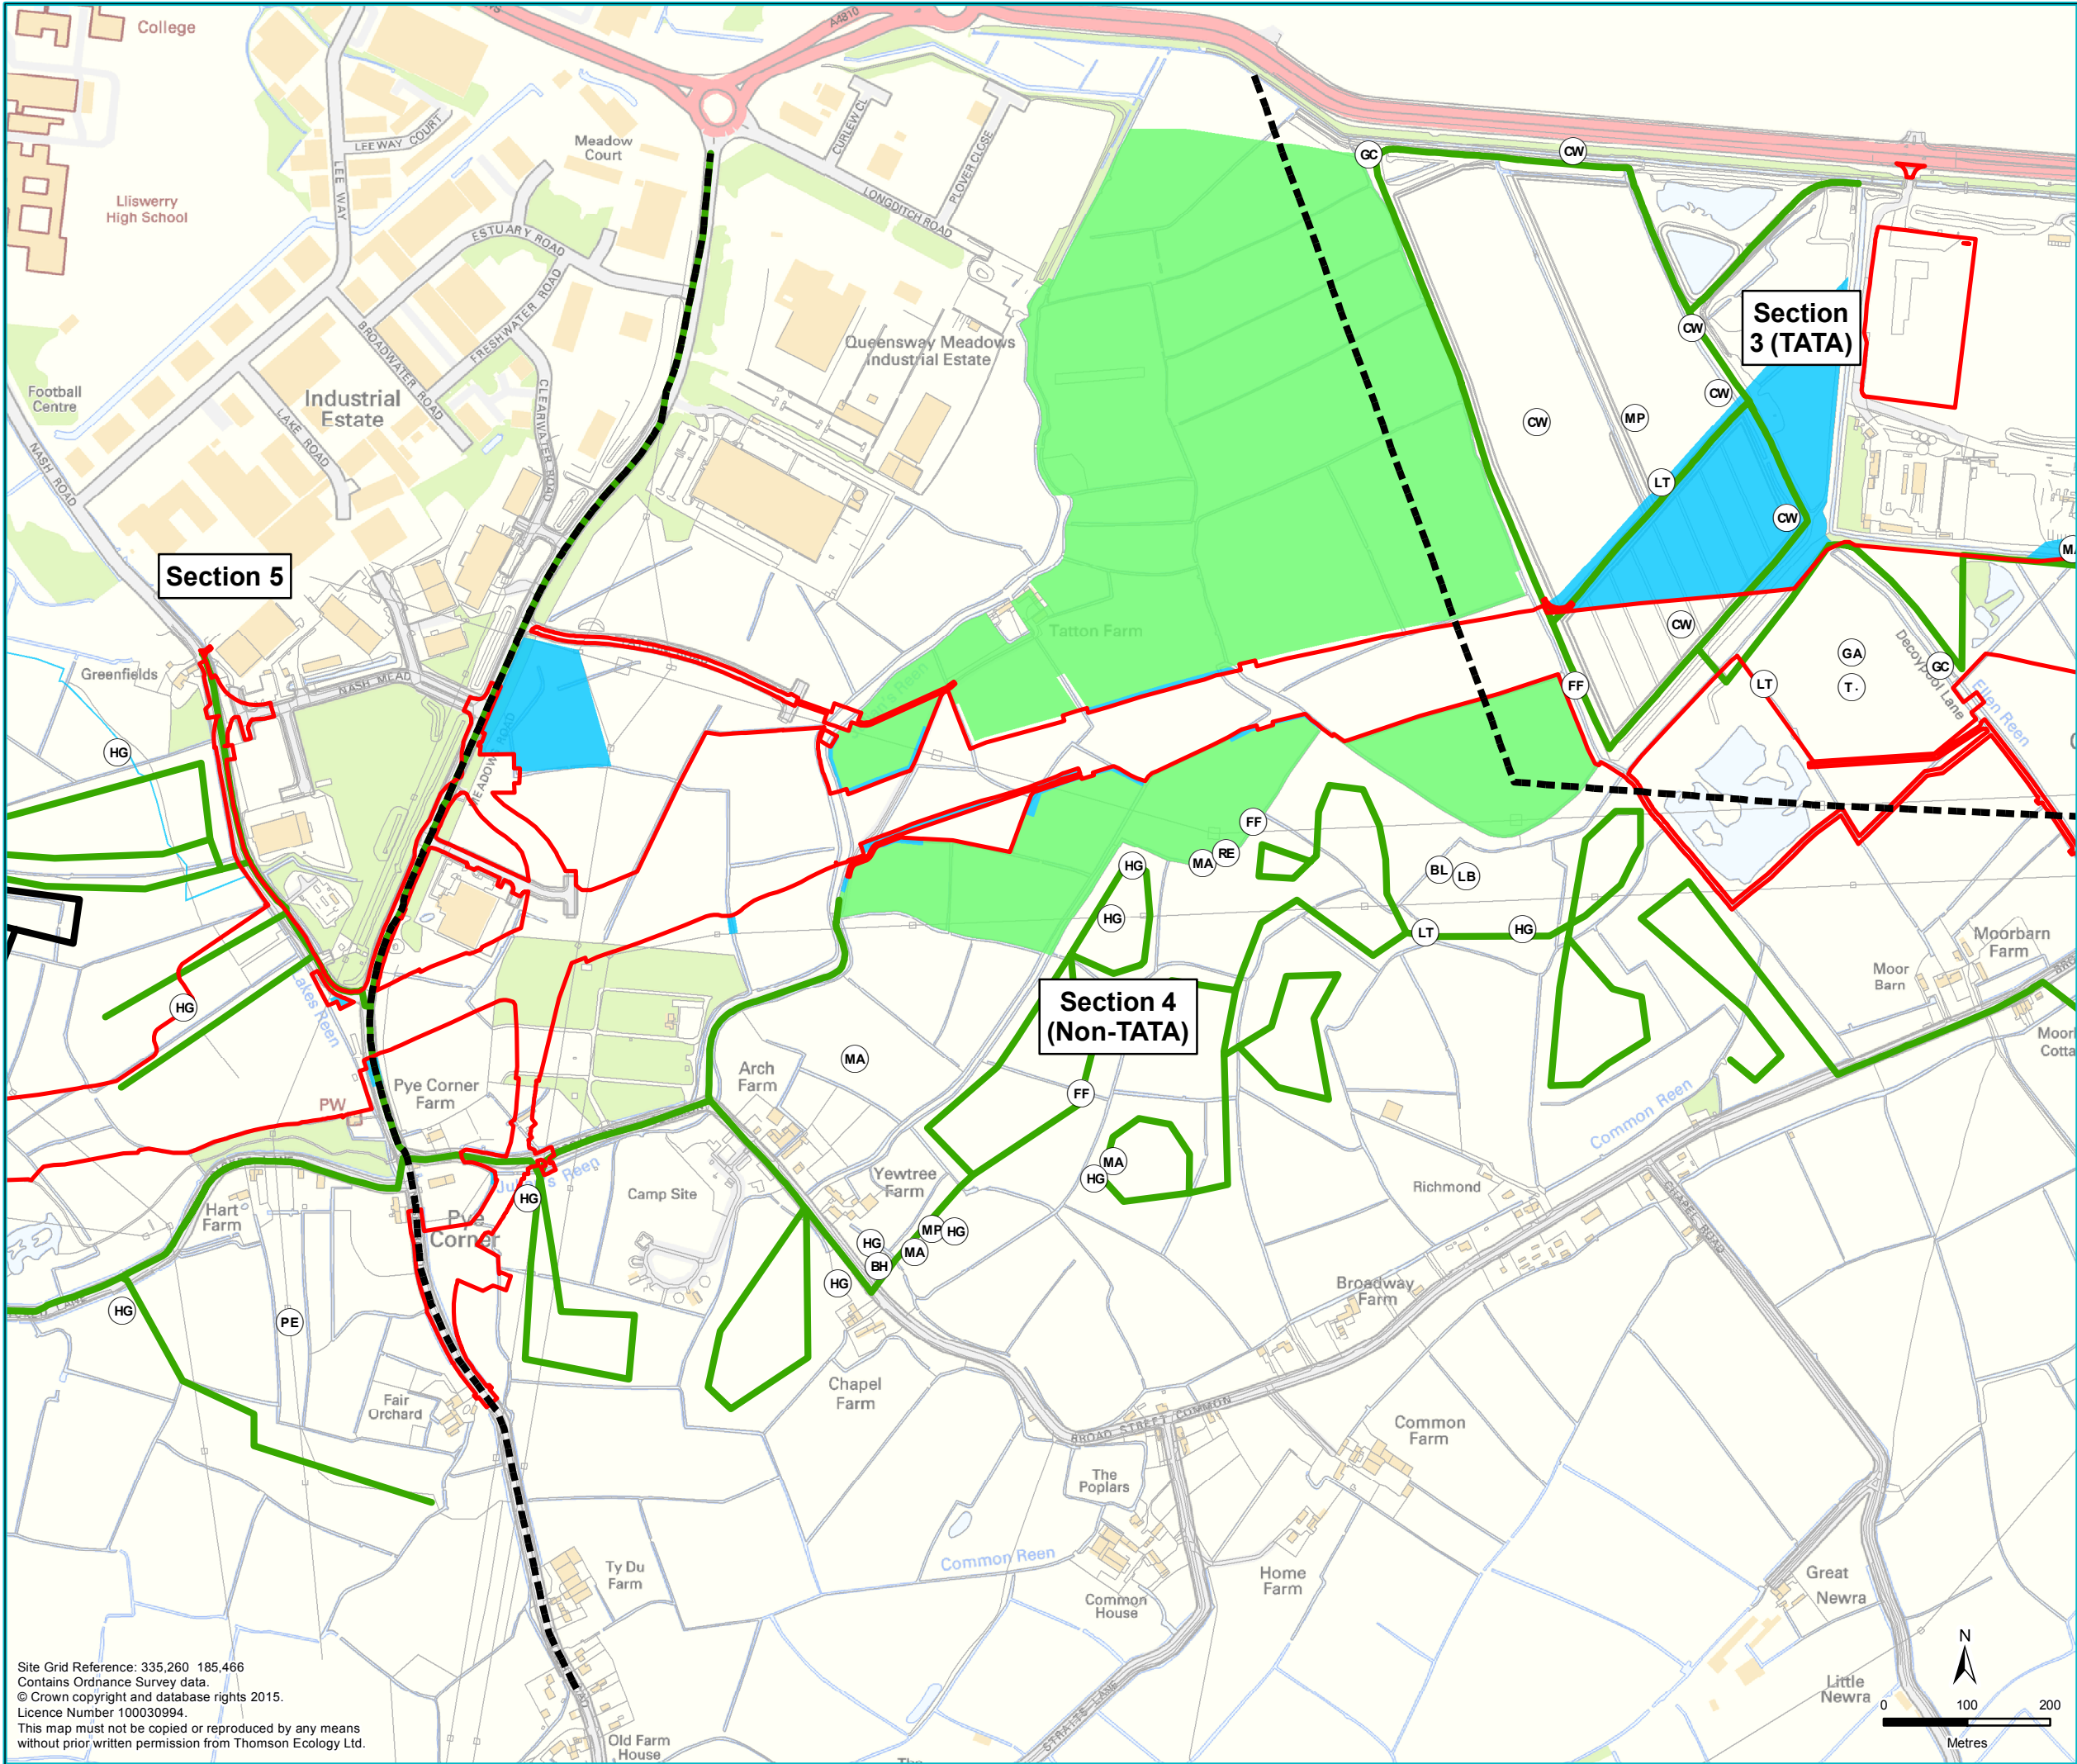 College
A4810
LEEWAY COURT
Meadow
Court
CURLEW CL
PLOVER CLOSE
LONGDITCH ROAD
LEE WAY
Lliswerry
High School
ESTUARY ROAD
FRESHWATER ROAD
BROADWATER ROAD
GC
CW
Queensway Meadows
Industrial Estate
Section
3 (TATA)
CW
Football
Centre
Industrial
Estate
LAKE ROAD
CLEARWATER ROAD
CW
CW
MP
NASH ROAD
LT
CW
Section 5
Tatton Farm
CW
Greenfields
NASH MEAD
GA
T.
GC
LT
FF
Decoypool Lane
Ellen Reen
MEADOWS ROAD
HG
FF
RE
MA
HG
BL
LB
HG
LT
HG
Moorbarn
Farm
Moor
Barn
Section 4
(Non-TATA)
HG
Lakes Reen
MA
Arch
Farm
Pye Corner
Farm
PW
FF
Common Reen
Julian's Reen
HG
Camp Site
Yewtree
Farm
MA
HG
Richmond
CHAPEL ROAD
Hart
Farm
Pye
Corner
MP
HG
HG
MA
BH
HG
HG
PE
Broadway
Farm
Chapel
Farm
Fair
Orchard
BROAD STREET COMMON
Common
Farm
The
Poplars
Ty Du
Farm
Common Reen
Home
Farm
Common
House
Great
Newra
Little
Newra
STRAITS LANE
Old Farm
House
Site Grid Reference: 335,260 185,466
Contains Ordnance Survey data.
© Crown copyright and database rights 2015.
Licence Number 100030994.
This map must not be copied or reproduced by any means
without prior written permission from Thomson Ecology Ltd.
N
0 100 200
Metres